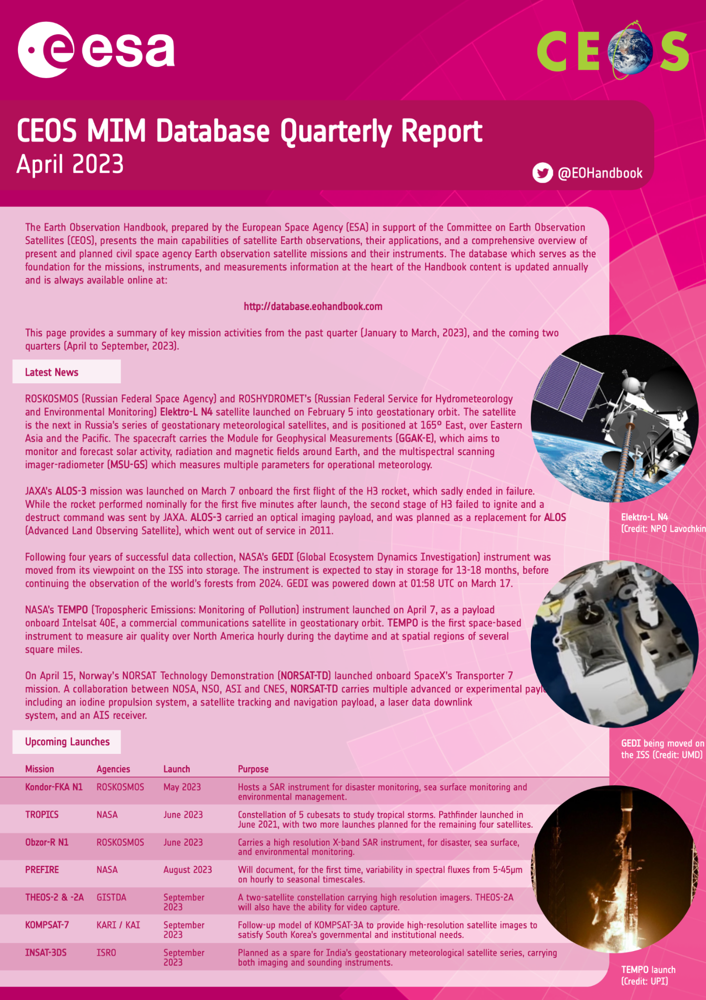 esa
CEOS
CEOS MIM Database Quarterly Report
April 2023
@EOHandbook
The Earth Observation Handbook, prepared by the European Space Agency (ESA) in support of the Committee on Earth Observation
Satellites (CEOS), presents the main capabilities of satellite Earth observations, their applications, and a comprehensive overview of
present and planned civil space agency Earth observation satellite missions and their instruments. The database which serves as the
foundation for the missions, instruments, and measurements information at the heart of the Handbook content is updated annually
and is always available online at:
http://database.eohandbook.com
This page provides a summary of key mission activities from the past quarter (January to March, 2023), and the coming two
quarters (April to September, 2023).
Latest News
ROSKOSMOS (Russian Federal Space Agency) and ROSHYDROMET's (Russian Federal Service for Hydrometeorology
and Environmental Monitoring) Elektro-L N4 satellite launched on February 5 into geostationary orbit. The satellite
is the next in Russia's series of geostationary meteorological satellites, and is positioned at 165º East, over Eastern
Asia and the Pacific. The spacecraft carries the Module for Geophysical Measurements (GGAK-E), which aims to
monitor and forecast solar activity, radiation and magnetic fields around Earth, and the multispectral scanning
imager-radiometer (MSU-GS) which measures multiple parameters for operational meteorology.
JAXA's ALOS-3 mission was launched on March 7 onboard the first flight of the H3 rocket, which sadly ended in failure.
While the rocket performed nominally for the first five minutes after launch, the second stage of H3 failed to ignite and a
destruct command was sent by JAXA. ALOS-3 carried an optical imaging payload, and was planned as a replacement for ALOS
(Advanced Land Observing Satellite), which went out of service in 2011.
Elektro-L N4
(Credit: NPO Lavochkin
Following four years of successful data collection, NASA's GEDI (Global Ecosystem Dynamics Investigation) instrument was
moved from its viewpoint on the ISS into storage. The instrument is expected to stay in storage for 13-18 months, before
continuing the observation of the world's forests from 2024. GEDI was powered down at 01:58 UTC on March 17.
NASA's TEMPO (Tropospheric Emissions: Monitoring of Pollution) instrument launched on April 7, as a payload
onboard Intelsat 40E, a commercial communications satellite in geostationary orbit. TEMPO is the first space-based
instrument to measure air quality over North America hourly during the daytime and at spatial regions of several
square miles.
On April 15, Norway's NORSAT Technology Demonstration (NORSAT-TD) launched onboard SpaceX's Transporter 7
mission. A collaboration between NOSA, NSO, ASI and CNES, NORSAT-TD carries multiple advanced or experimental
including an iodine propulsion system, a satellite tracking and navigation payload, a laser data downlink
system, and an AIS receiver.
GEDI being moved on
the ISS (Credit: UMD)
Upcoming Launches
Mission Agencies Launch Purpose
Kondor-FKA N1 ROSKOSMOS May 2023 Hosts a SAR instrument for disaster monitoring, sea surface monitoring and
environmental management.
TROPICS NASA June 2023 Constellation of 5 cubesats to study tropical storms. Pathfinder launched in
June 2021, with two more launches planned for the remaining four satellites.
Obzor-R N1 ROSKOSMOS June 2023 Carries a high resolution X-band SAR instrument, for disaster, sea surface,
and environmental monitoring.
PREFIRE NASA August 2023 Will document, for the first time, variability in spectral fluxes from 5-45µm
on hourly to seasonal timescales.
THEOS-2 & -2A GISTDA September A two-satellite constellation carrying high resolution imagers. THEOS-2A
2023 will also have the ability for video capture.
KOMPSAT-7 KARI / KAI September Follow-up model of KOMPSAT-3A to provide high-resolution satellite images to
2023 satisfy South Korea's governmental and institutional needs.
INSAT-3DS ISRO September Planned as a spare for India's geostationary meteorological satellite series, carrying
2023 both imaging and sounding instruments.
TEMPO launch
(Credit: UPI)